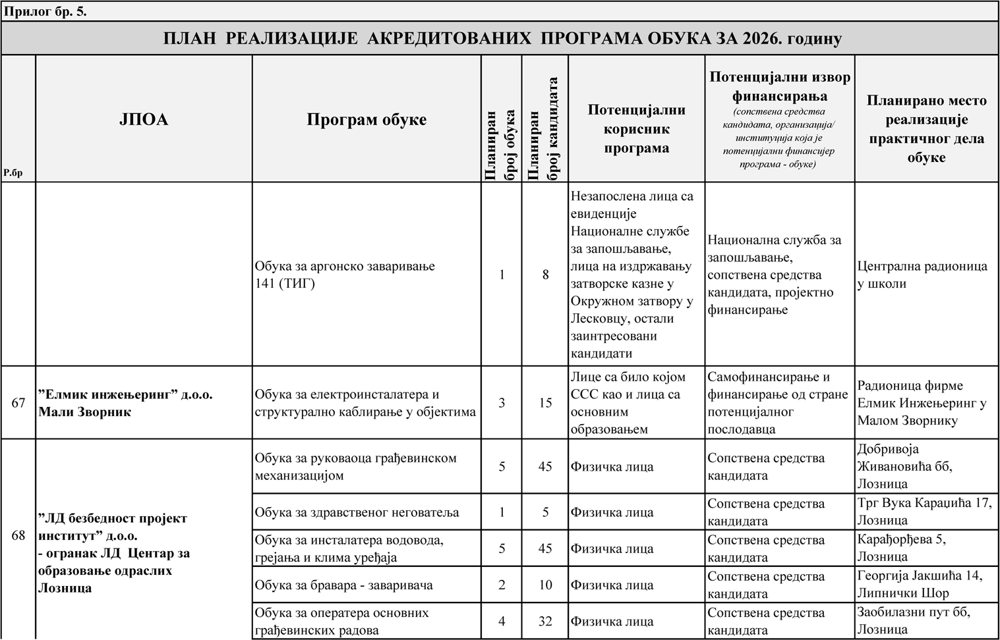 Прилог бр. 5.
ПЛАН РЕАЛИЗАЦИЈЕ АКРЕДИТОВАНИХ ПРОГРАМА ОБУКА ЗА 2026. годину
Р.бр
ЈПОА
Програм обуке
Планиран
број обука
Планиран
број кандидата
Потенцијални
корисник
програма
Потенцијални извор
финансирања
(сопствена средства
кандидата, организација/
институција која је
потенцијални финансијер
програма - обуке)
Планирано место
реализације
практичног дела
обуке
Обука за аргонско заваривање
141 (ТИГ)
1
8
Незапослена лица са
евиденције
Националне службе
за запошљавање,
лица на издржавању
затворске казне у
Окружном затвору у
Лесковцу, остали
заинтресовани
кандидати
Национална служба за
запошљавање,
сопствена средства
кандидата, пројектно
финансирање
Централна радионица
у школи
67
”Елмик инжењеринг” д.о.о.
Мали Зворник
Обука за електроинсталатера и
структурално каблирање у објектима
3
15
Лице са било којом
ССС као и лица са
основним
образовањем
Самофинансирање и
финансирање од стране
потенцијалног
послодавца
Радионица фирме
Елмик Инжењеринг у
Малом Зворнику
68
”ЛД безбедност пројект
институт” д.о.о.
- огранак ЛД Центар за
образовање одраслих
Лозница
Обука за руковаоца грађевинском
механизацијом
5
45
Физичка лица
Сопствена средства
кандидата
Добривоја
Живановића бб,
Лозница
Обука за здравственог неговатеља
1
5
Физичка лица
Сопствена средства
кандидата
Трг Вука Караџића 17,
Лозница
Обука за инсталатера водовода,
грејања и клима уређаја
5
45
Физичка лица
Сопствена средства
кандидата
Карађорђева 5,
Лозница
Обука за бравара - заваривача
2
10
Физичка лица
Сопствена средства
кандидата
Георгија Јакшића 14,
Липнички Шор
Обука за оператера основних
грађевинских радова
4
32
Физичка лица
Сопствена средства
кандидата
Заобилазни пут бб,
Лозница